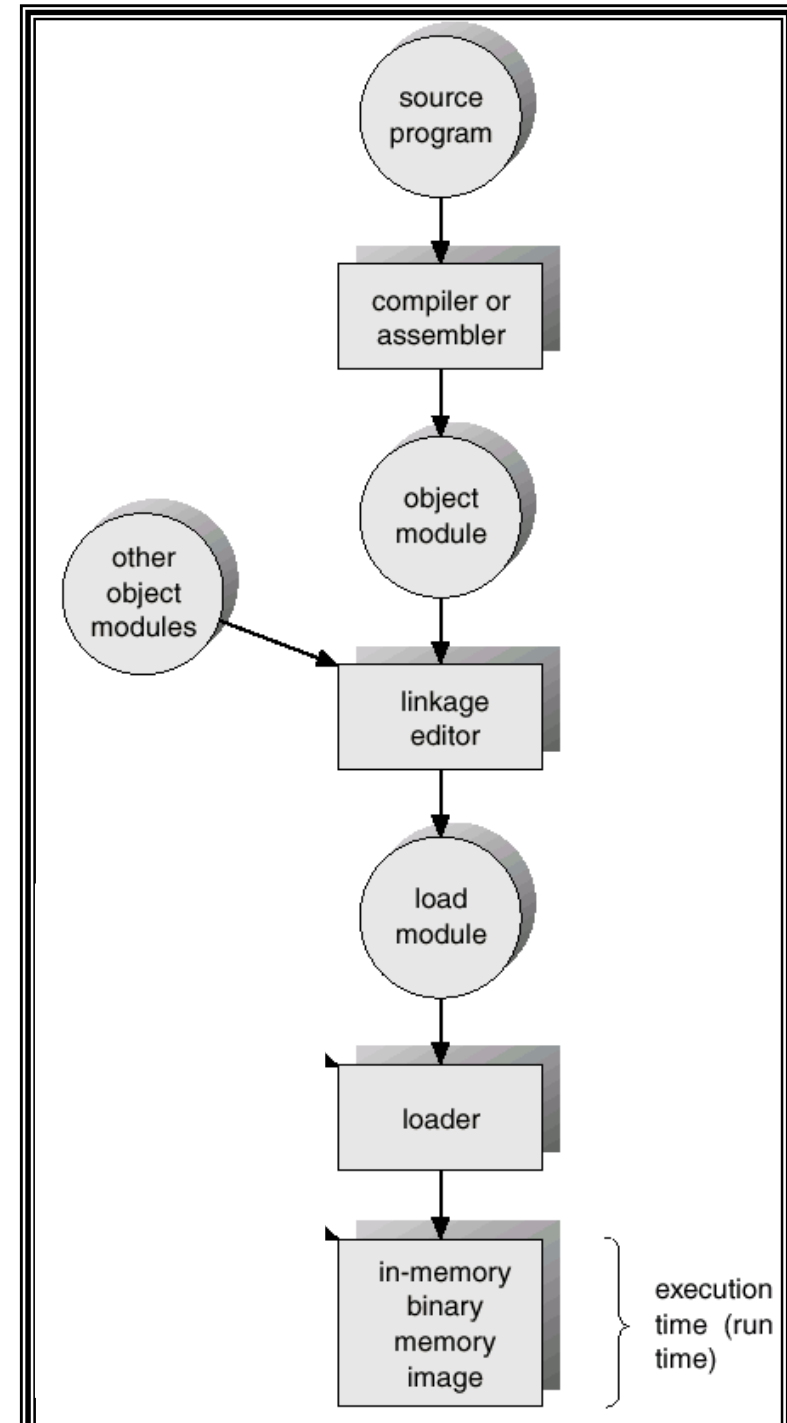 source
program
compiler or
assembler
object
module
other
object
modules
linkage
editor
load
module
loader
in-memory
binary
memory
image
execution
time (run
time)